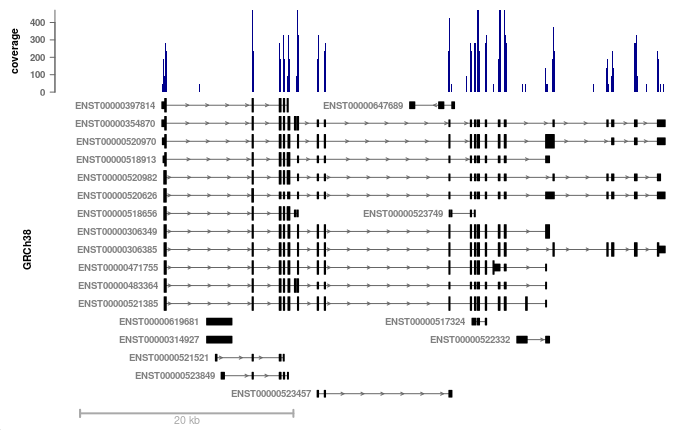 coverage
400
300
200
100
0
ENST00000397814
ENST00000647689
ENST00000354870
ENST00000520970
ENST00000518913
ENST00000520982
ENST00000520626
ENST00000518656
ENST00000523749
ENST00000306349
GRCh38
ENST00000306385
ENST00000471755
ENST00000483364
ENST00000521385
ENST00000619681
ENST00000517324
ENST00000314927
ENST00000522332
ENST00000521521
ENST00000523849
ENST00000523457
20 kb